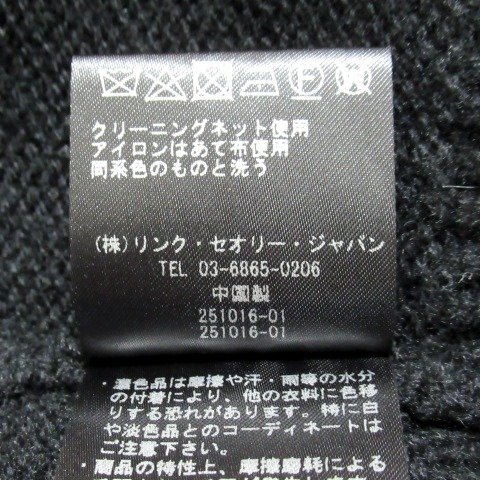 クリーニングネット使用
アイロンはあて布使用
同系色のものと洗う
(株)リンク・セオリー・ジャパン
TEL 03-6865-0206
中国製
251016-01
251016-01
・濃色品は摩擦や汗・雨等の水分
の付着により、他の衣料に色移
りする恐れがあります。特に白
や淡色品とのコーディネートは
ご注意下さい。
・商品の特性上、摩擦磨耗による